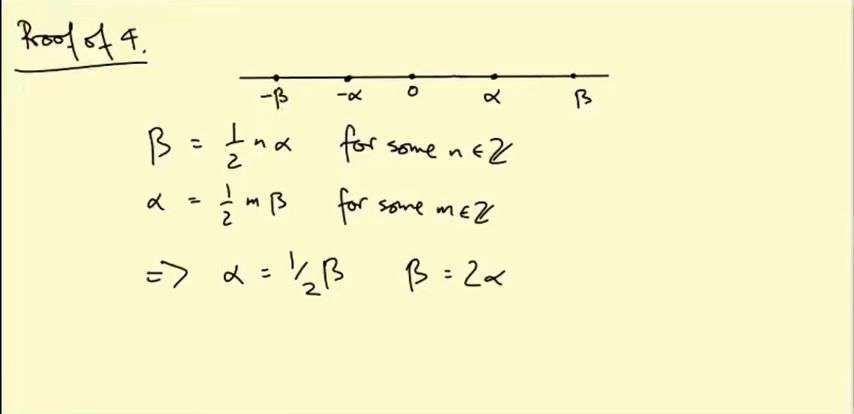 Proof of 4.
-β -α 0 α β
β = 1/2 n α for some n ∈ ℤ
α = 1/2 m β for some m ∈ ℤ
=> α = 1/2 β β = 2α